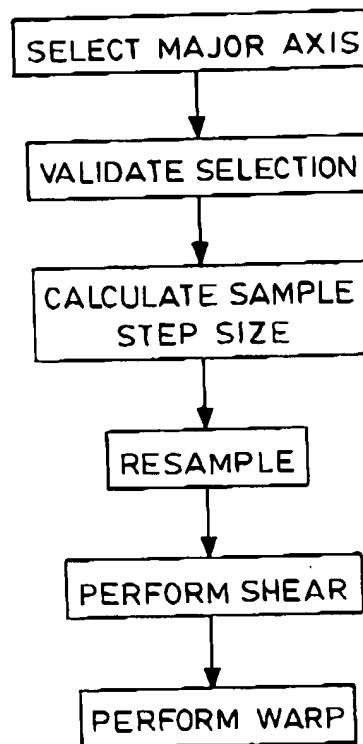 SELECT MAJOR AXIS
VALIDATE SELECTION
CALCULATE SAMPLE
STEP SIZE
RESAMPLE
PERFORM SHEAR
PERFORM WARP